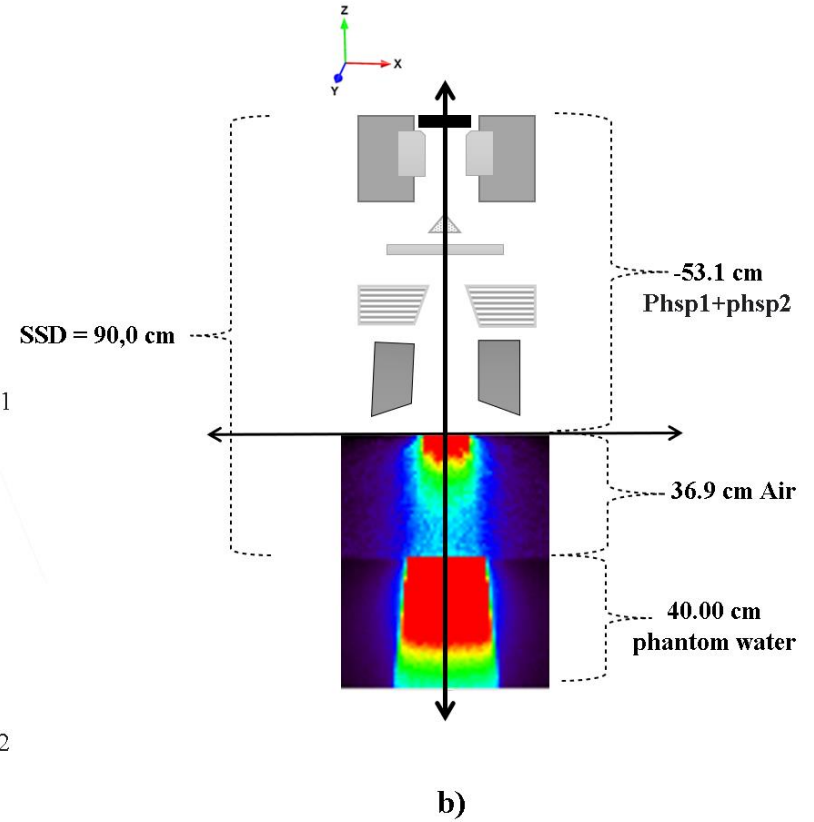 Z
X
Y
-53.1 cm
Phsp1+phsp2
SSD = 90,0 cm
1
36.9 cm Air
40.00 cm
phantom water
2
b)